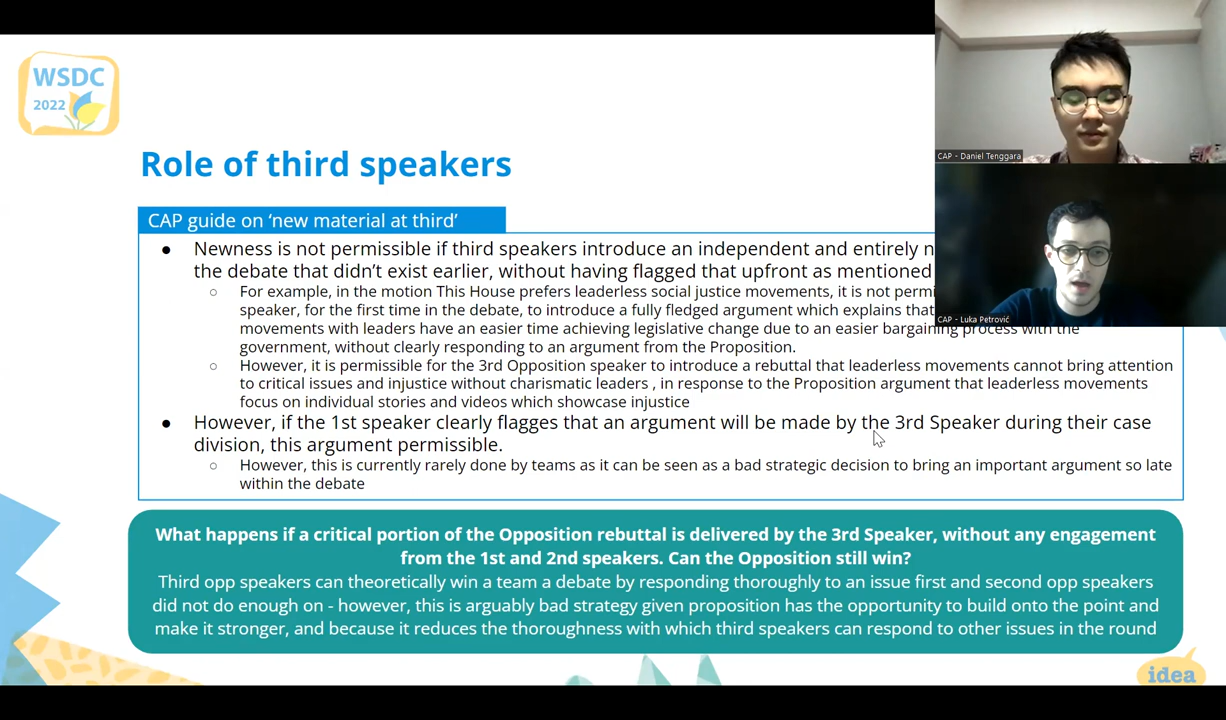 WSDC
2022
Role of third speakers
CAP guide on ‘new material at third’
● Newness is not permissible if third speakers introduce an independent and entirely
the debate that didn’t exist earlier, without having flagged that upfront as mentioned
○ For example, in the motion This House prefers leaderless social justice movements, it is not
speaker, for the first time in the debate, to introduce a fully fledged argument which explains that
movements with leaders have an easier time achieving legislative change due to an easier bargaining process with the
government, without clearly responding to an argument from the Proposition.
○ However, it is permissible for the 3rd Opposition speaker to introduce a rebuttal that leaderless movements cannot bring attention
to critical issues and injustice without charismatic leaders , in response to the Proposition argument that leaderless movements
focus on individual stories and videos which showcase injustice
● However, if the 1st speaker clearly flagges that an argument will be made by the 3rd Speaker during their case
division, this argument permissible.
○ However, this is currently rarely done by teams as it can be seen as a bad strategic decision to bring an important argument so late
within the debate
What happens if a critical portion of the Opposition rebuttal is delivered by the 3rd Speaker, without any engagement
from the 1st and 2nd speakers. Can the Opposition still win?
Third opp speakers can theoretically win a team a debate by responding thoroughly to an issue first and second opp speakers
did not do enough on - however, this is arguably bad strategy given proposition has the opportunity to build onto the point and
make it stronger, and because it reduces the thoroughness with which third speakers can respond to other issues in the round
CAP - Daniel Tenggara
CAP - Luka Petrović
idea